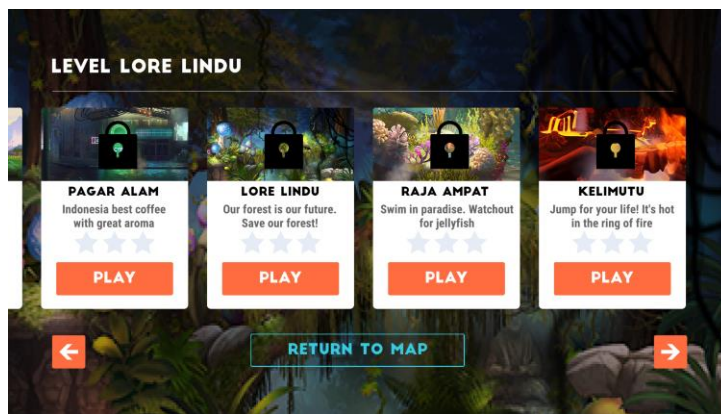 LEVEL LORE LINDU
PAGAR ALAM
Indonesia best coffee
with great aroma
PLAY
LORE LINDU
Our forest is our future.
Save our forest!
PLAY
RAJA AMPAT
Swim in paradise. Watchout
for jellyfish
PLAY
KELIMUTU
Jump for your life! It's hot
in the ring of fire
PLAY
RETURN TO MAP